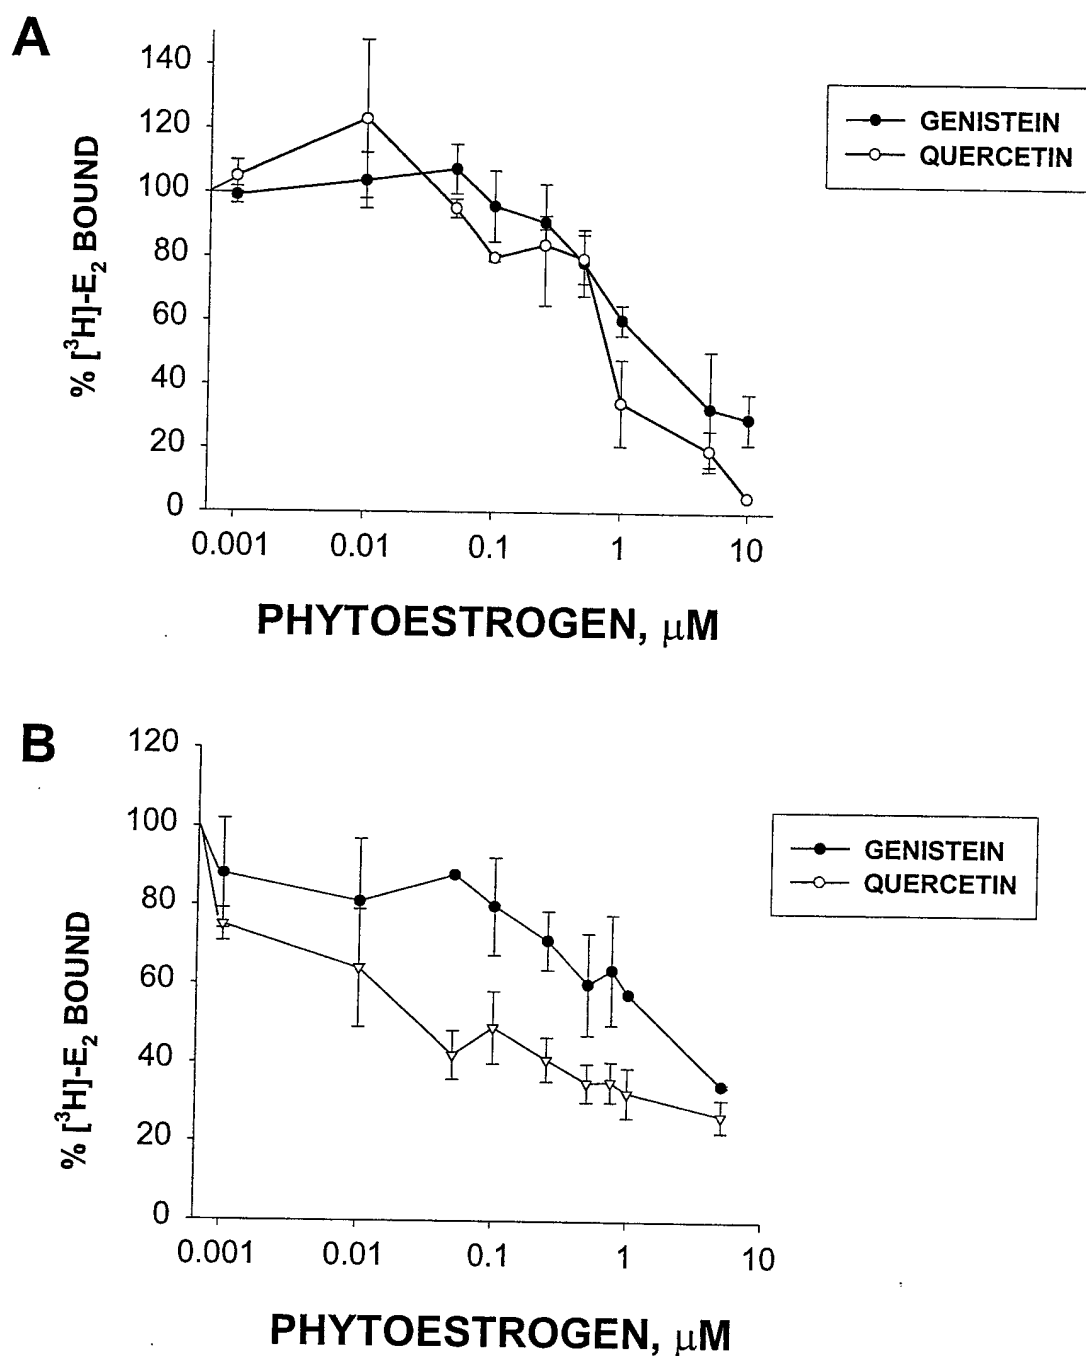 A
140
120
100
80
60
40
20
0
% [³H]-E₂ BOUND
GENISTEIN
QUERCETIN
0.001 0.01 0.1 1 10
PHYTOESTROGEN, μM
B
120
100
80
60
40
20
0
% [³H]-E₂ BOUND
GENISTEIN
QUERCETIN
0.001 0.01 0.1 1 10
PHYTOESTROGEN, μM